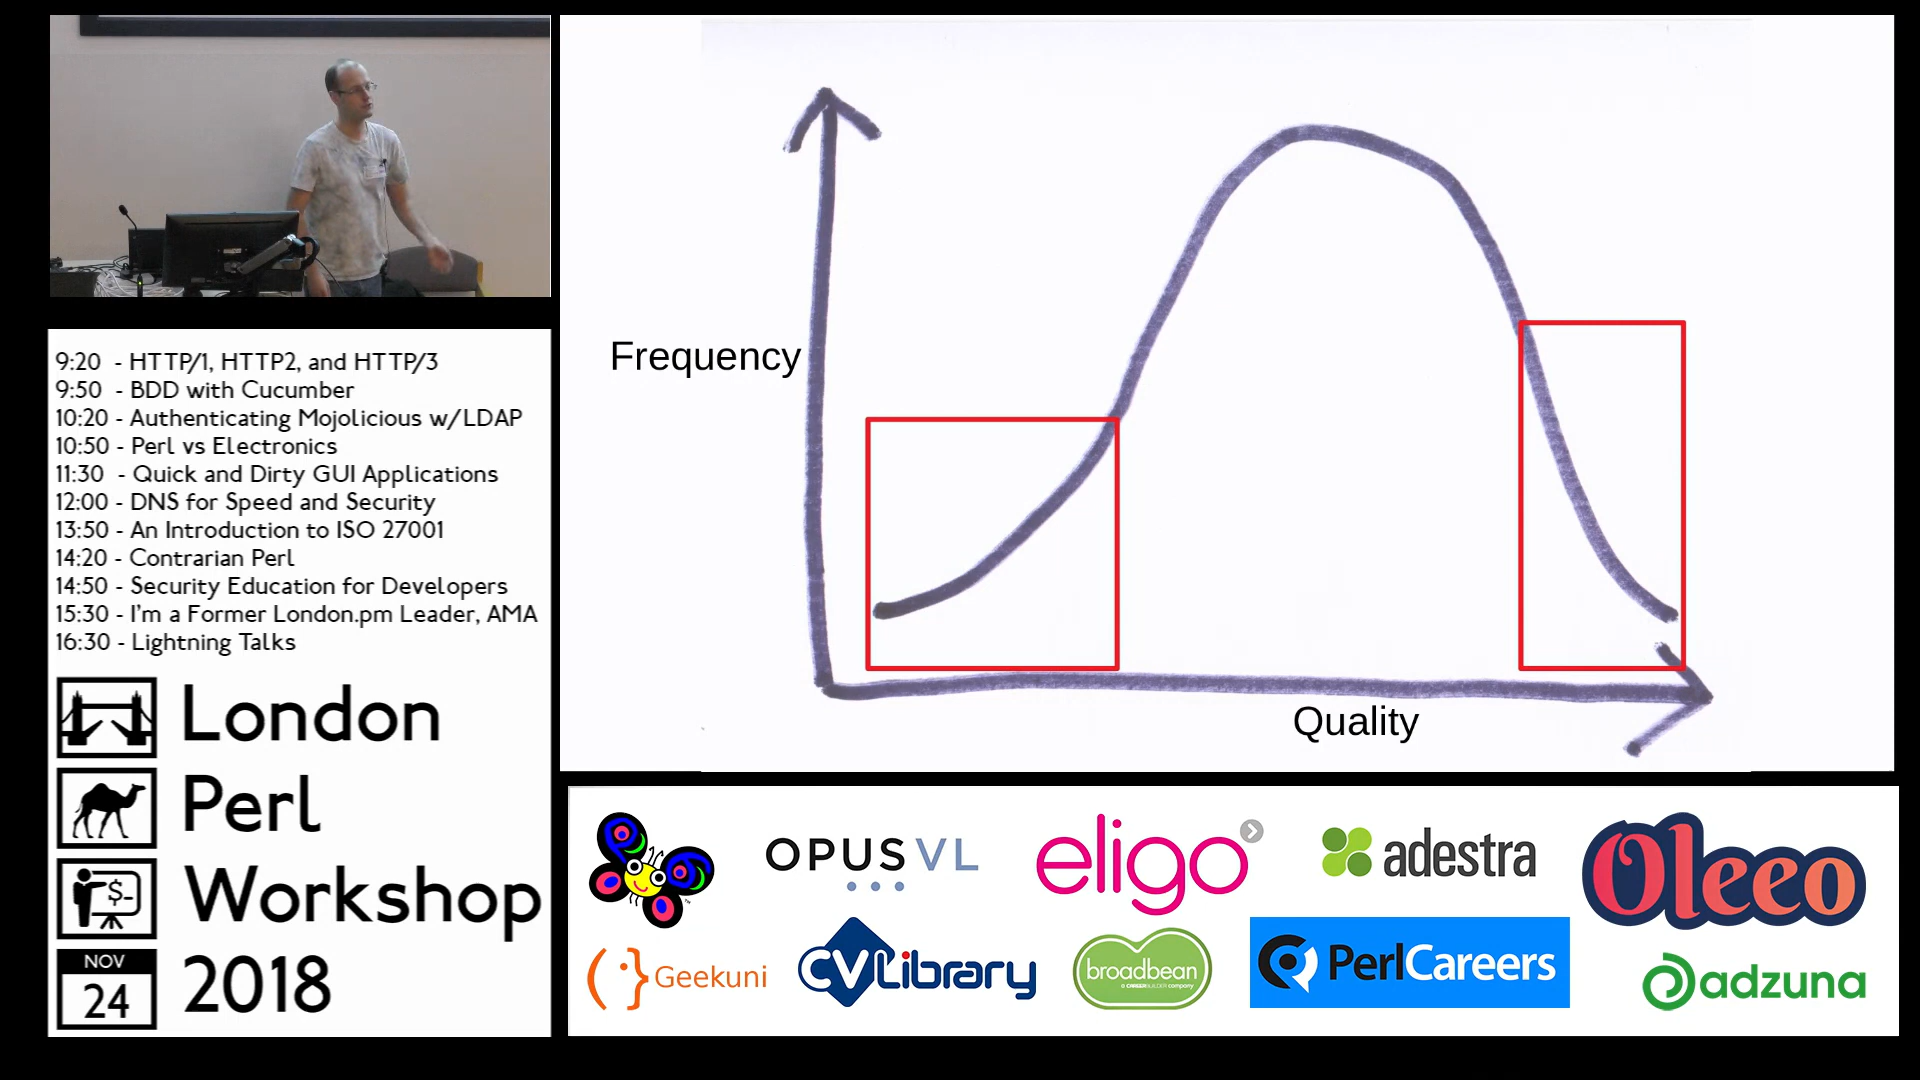 Frequency
Quality
9:20 - HTTP/1, HTTP2, and HTTP/3
9:50 - BDD with Cucumber
10:20 - Authenticating Mojolicious w/LDAP
10:50 - Perl vs Electronics
11:30 - Quick and Dirty GUI Applications
12:00 - DNS for Speed and Security
13:50 - An Introduction to ISO 27001
14:20 - Contrarian Perl
14:50 - Security Education for Developers
15:30 - I'm a Former London.pm Leader, AMA
16:30 - Lightning Talks
London
Perl
$-
Workshop
NOV
24
2018
OPUS VL
eligo
adestra
Oleeo
Geekuni
CVLibrary
broadbean
A CAREERBUILDER company
PerlCareers
adzuna